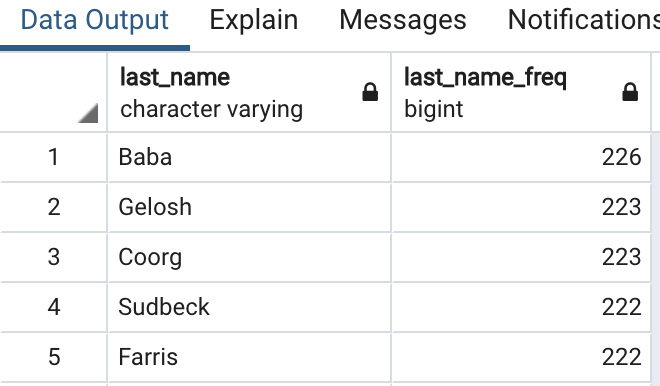 Data Output Explain Messages Notifications
last_name last_name_freq
character varying bigint
1 Baba 226
2 Gelosh 223
3 Coorg 223
4 Sudbeck 222
5 Farris 222